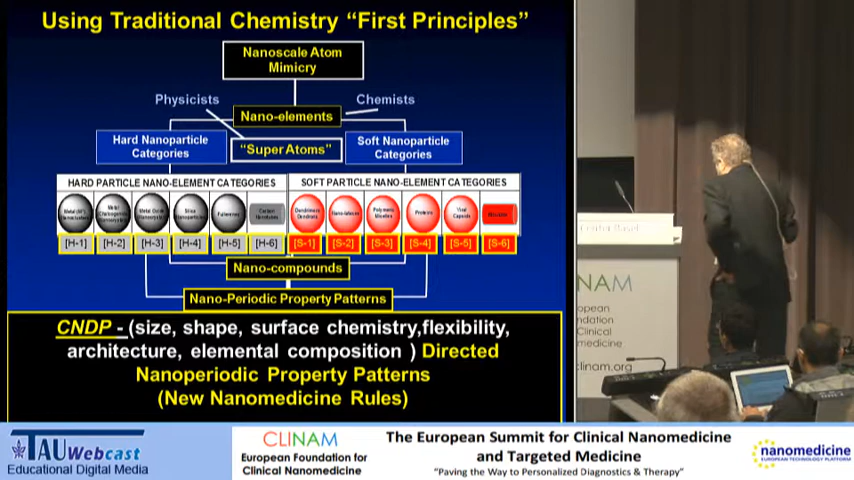 Using Traditional Chemistry “First Principles”
Nanoscale Atom
Mimicry
Physicists
Chemists
Nano-elements
Hard Nanoparticle
Categories
“Super Atoms”
Soft Nanoparticle
Categories
HARD PARTICLE NANO-ELEMENT CATEGORIES
SOFT PARTICLE NANO-ELEMENT CATEGORIES
[H-1] [H-2] [H-3] [H-4] [H-5] [H-6] [S-1] [S-2] [S-3] [S-4] [S-5] [S-6]
Nano-compounds
Nano-Periodic Property Patterns
CNDP - (size, shape, surface chemistry,flexibility,
architecture, elemental composition ) Directed
Nanoperiodic Property Patterns
(New Nanomedicine Rules)
NAM
Clinical
clinam.org
TAU Webcast
Educational Digital Media
CLINAM
European Foundation for
Clinical Nanomedicine
The European Summit for Clinical Nanomedicine
and Targeted Medicine
“Paving the Way to Personalized Diagnostics & Therapy”
nanomedicine
EUROPEAN TECHNOLOGY PLATFORM